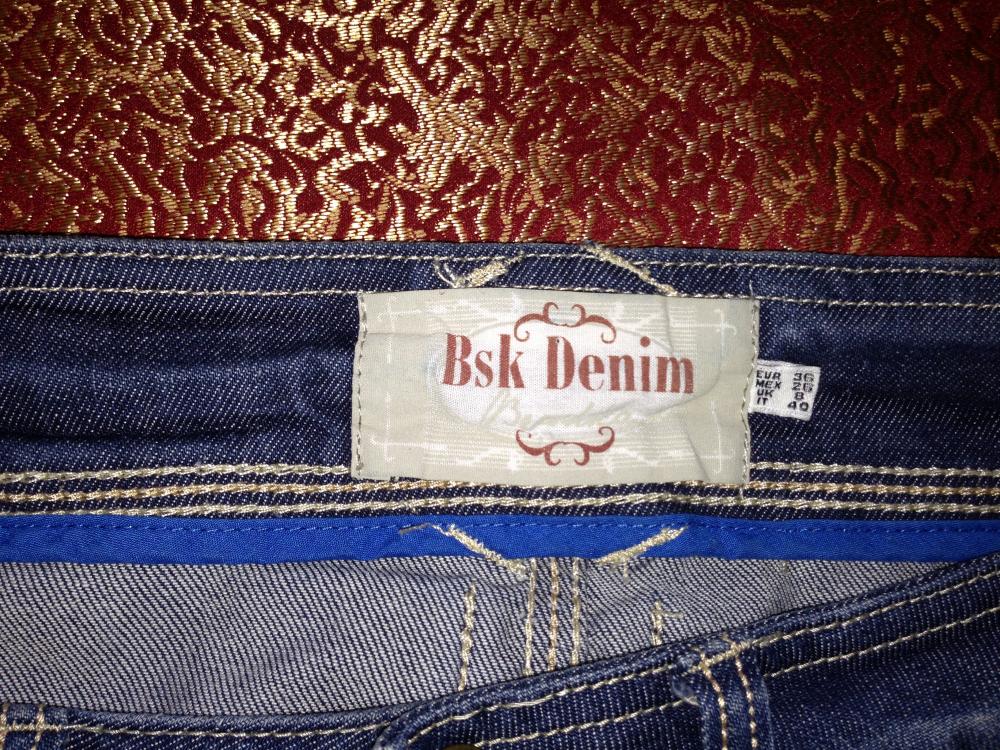 Bsk Denim
EUR 36
MEX 26
UK 8
IT 40